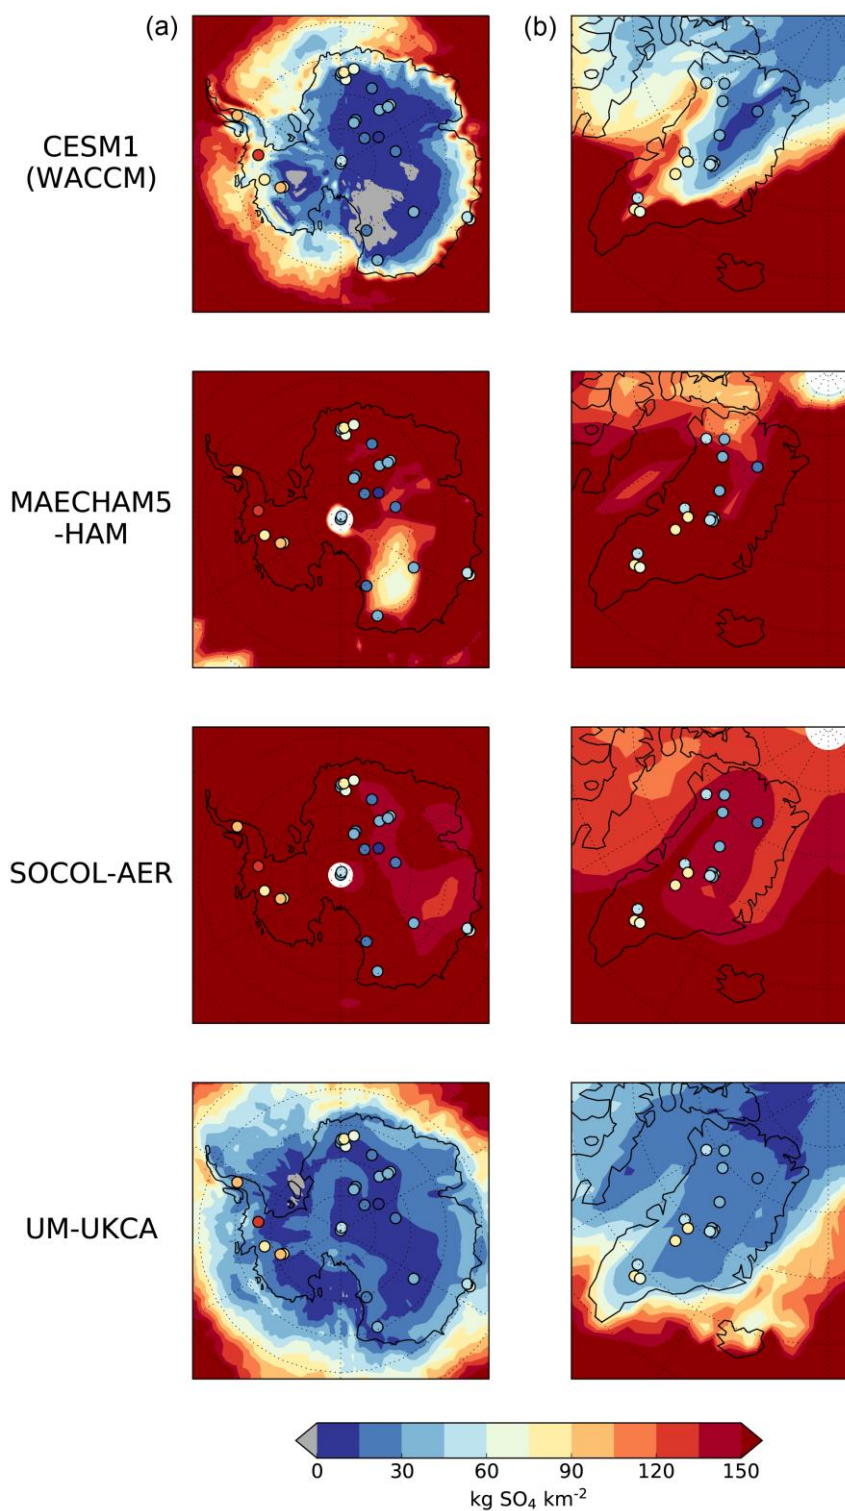 (a)
(b)
CESM1
(WACCM)
MAECHAM5
-HAM
SOCOL-AER
UM-UKCA
0 30 60 90 120 150
kg SO₄ km⁻²